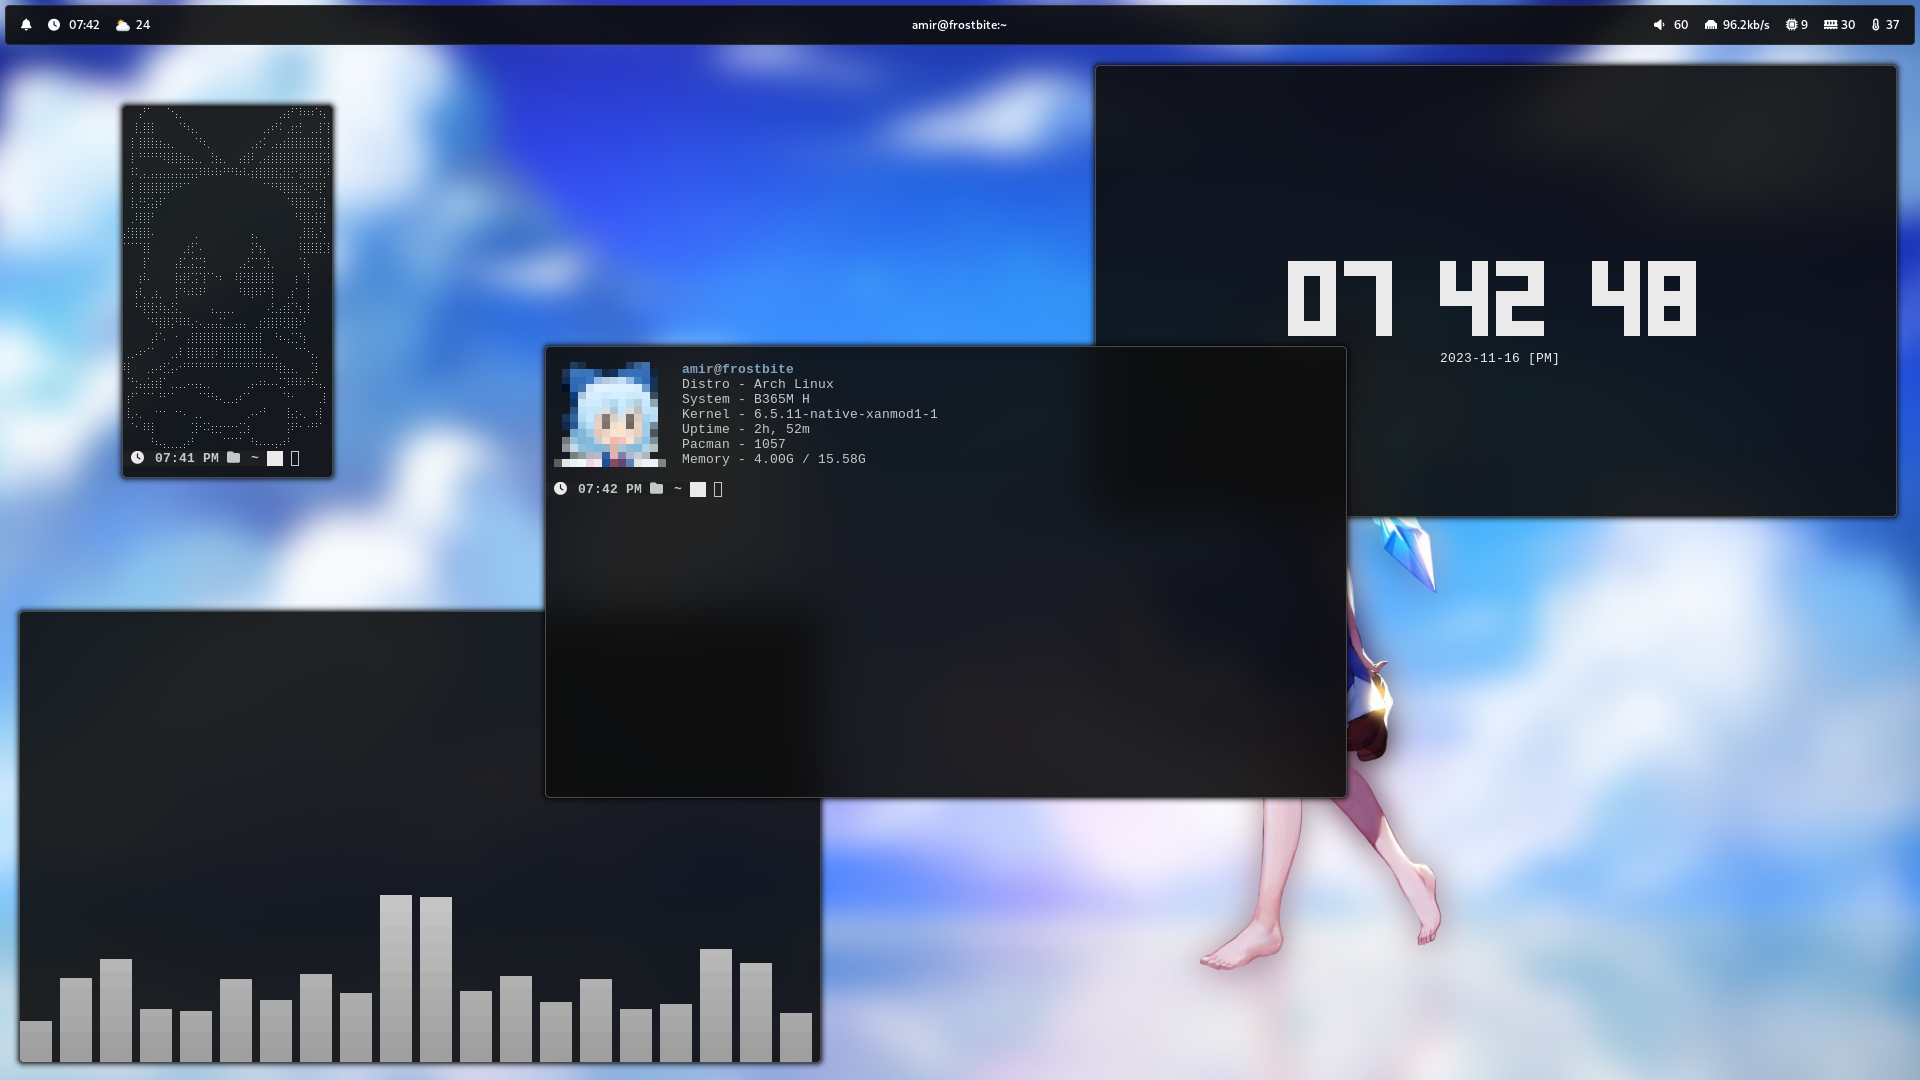 07:42 24 amir@frostbite:~ 60 96.2kb/s 9 30 37
07:41 PM ~
amir@frostbite
Distro - Arch Linux
System - B365M H
Kernel - 6.5.11-native-xanmod1-1
Uptime - 2h, 52m
Pacman - 1057
Memory - 4.00G / 15.58G
07:42 PM ~
07 42 48
2023-11-16 [PM]